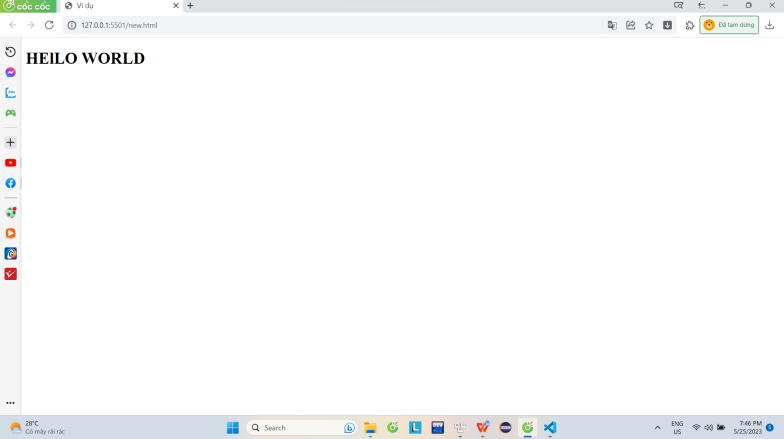 cốc cốc
Ví dụ
127.0.0.1:5501/new.html
Đã tạm dừng
HELLO WORLD
28°C
Có mây rải rác
Search
ENG
US
7:46 PM
5/25/2023